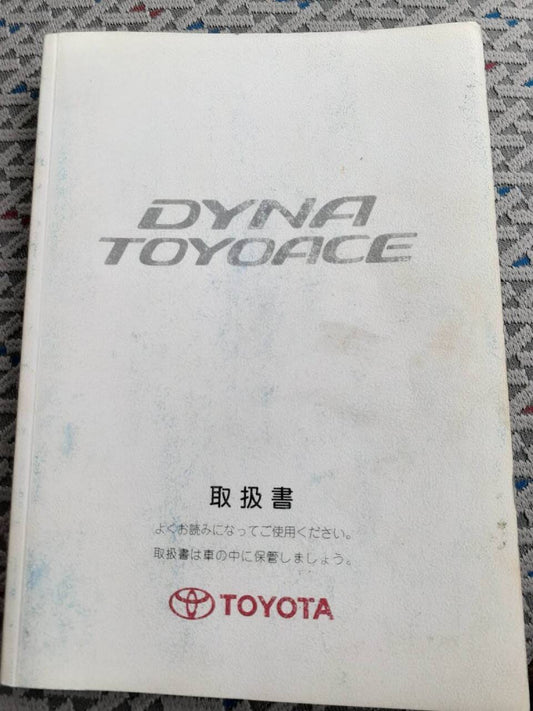 DYNA
TOYOACE
取扱書
よくお読みになってご使用ください。
取扱書は車の中に保管しましょう。
TOYOTA